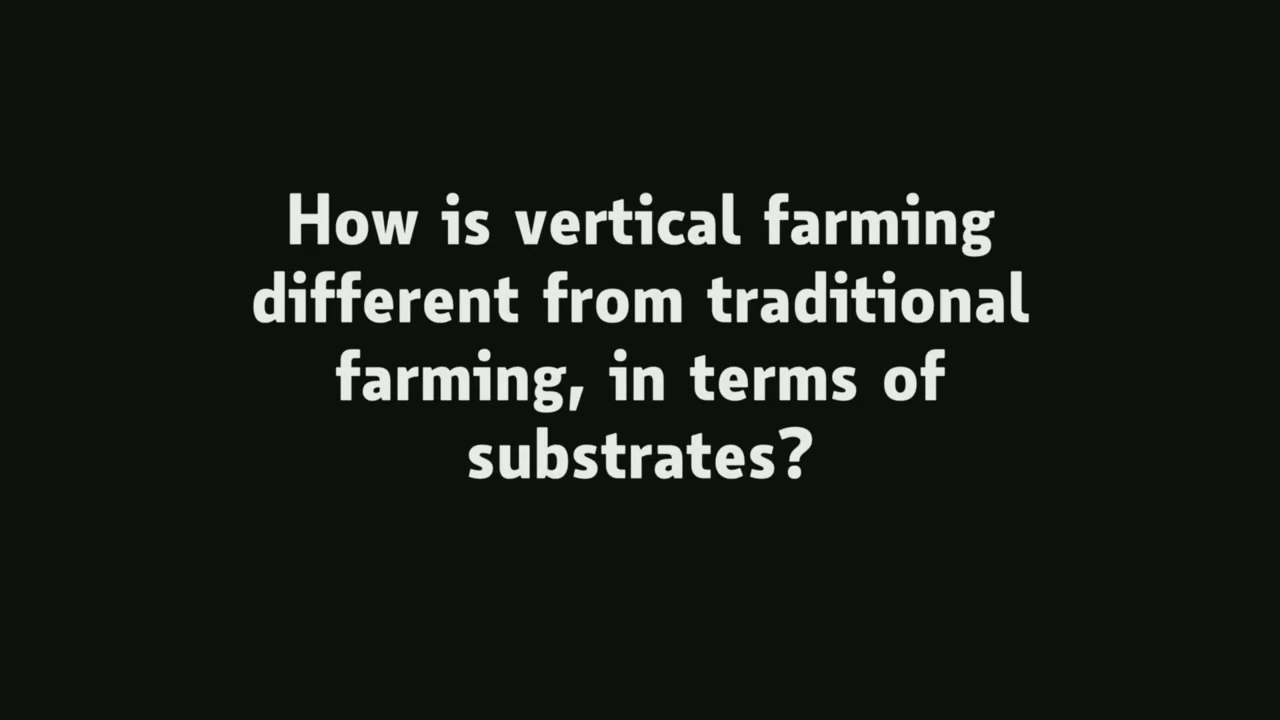 How is vertical farming
different from traditional
farming, in terms of
substrates?